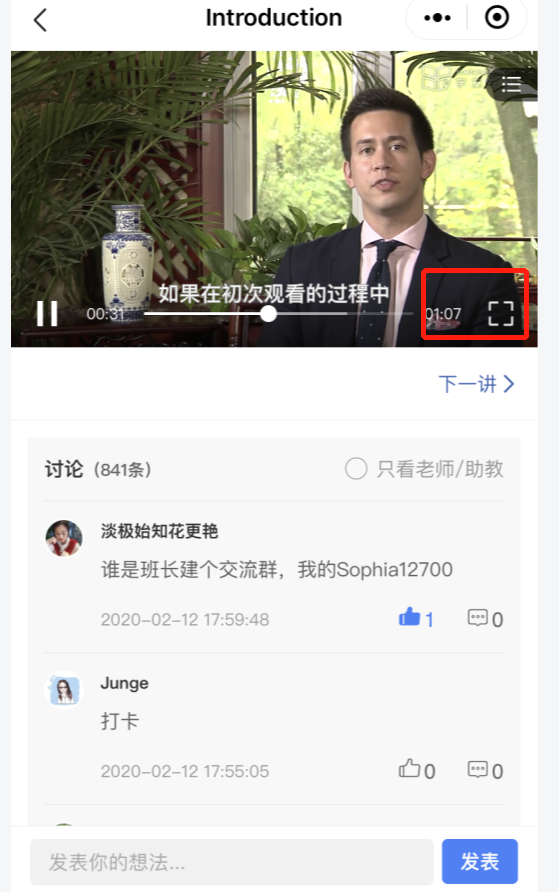 Introduction
如果在初次观看的过程中
00:31
01:07
下一讲
讨论（841条）
只看老师/助教
淡极始知花更艳
谁是班长建个交流群，我的Sophia12700
2020-02-12 17:59:48
1
0
Junge
打卡
2020-02-12 17:55:05
0
0
发表你的想法...
发表